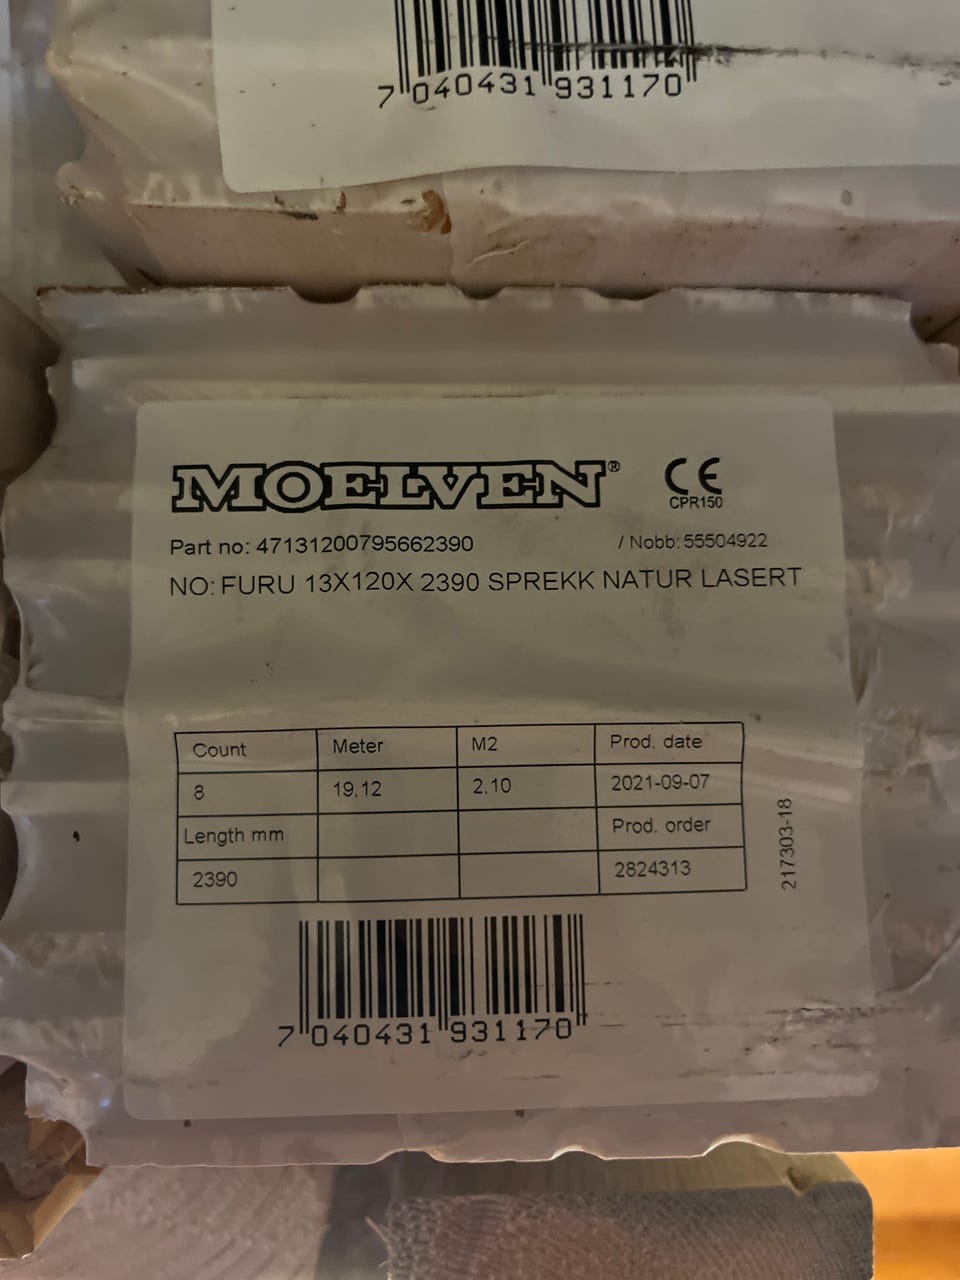 7 040431 931170
MOELVEN®
CE
CPR150
Part no: 47131200795662390 / Nobb: 55504922
NO: FURU 13X120X 2390 SPREKK NATUR LASERT
Count Meter M2 Prod. date
8 19,12 2,10 2021-09-07
Length mm Prod. order
2390 2824313
217303-18
7 040431 931170